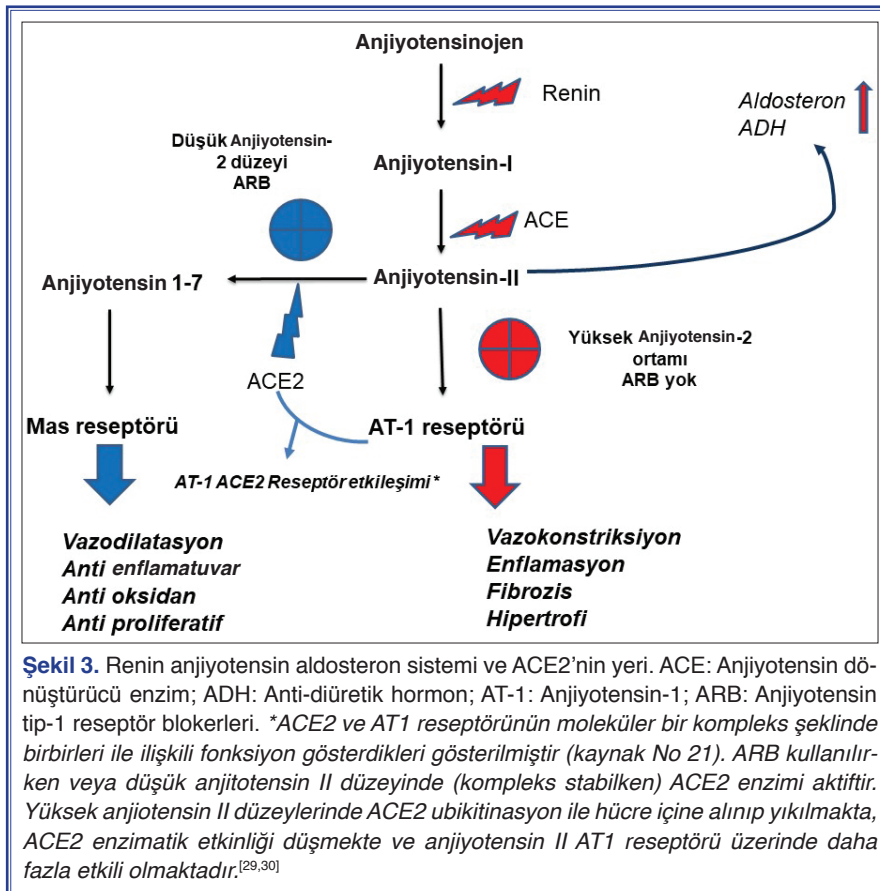 Anjiyotensinojen
Renin
Aldosteron
ADH
Düşük Anjiyotensin-
2 düzeyi
ARB
Anjiyotensin-I
ACE
Anjiyotensin 1-7
Anjiyotensin-II
Yüksek Anjiyotensin-2
ortamı
ARB yok
ACE2
Mas reseptörü
AT-1 reseptörü
AT-1 ACE2 Reseptör etkileşimi *
Vazodilatasyon
Anti enflamatuvar
Anti oksidan
Anti proliferatif
Vazokonstriksiyon
Enflamasyon
Fibrozis
Hipertrofi
Şekil 3. Renin anjiyotensin aldosteron sistemi ve ACE2’nin yeri. ACE: Anjiyotensin dö-
nüştürücü enzim; ADH: Anti-diüretik hormon; AT-1: Anjiyotensin-1; ARB: Anjiyotensin
tip-1 reseptör blokerleri. *ACE2 ve AT1 reseptörünün moleküler bir kompleks şeklinde
birbirleri ile ilişkili fonksiyon gösterdikleri gösterilmiştir (kaynak No 21). ARB kullanılır-
ken veya düşük anjitotensin II düzeyinde (kompleks stabilken) ACE2 enzimi aktiftir.
Yüksek anjiotensin II düzeylerinde ACE2 ubikitinasyon ile hücre içine alınıp yıkılmakta,
ACE2 enzimatik etkinliği düşmekte ve anjiyotensin II AT1 reseptörü üzerinde daha
fazla etkili olmaktadır.[29,30]